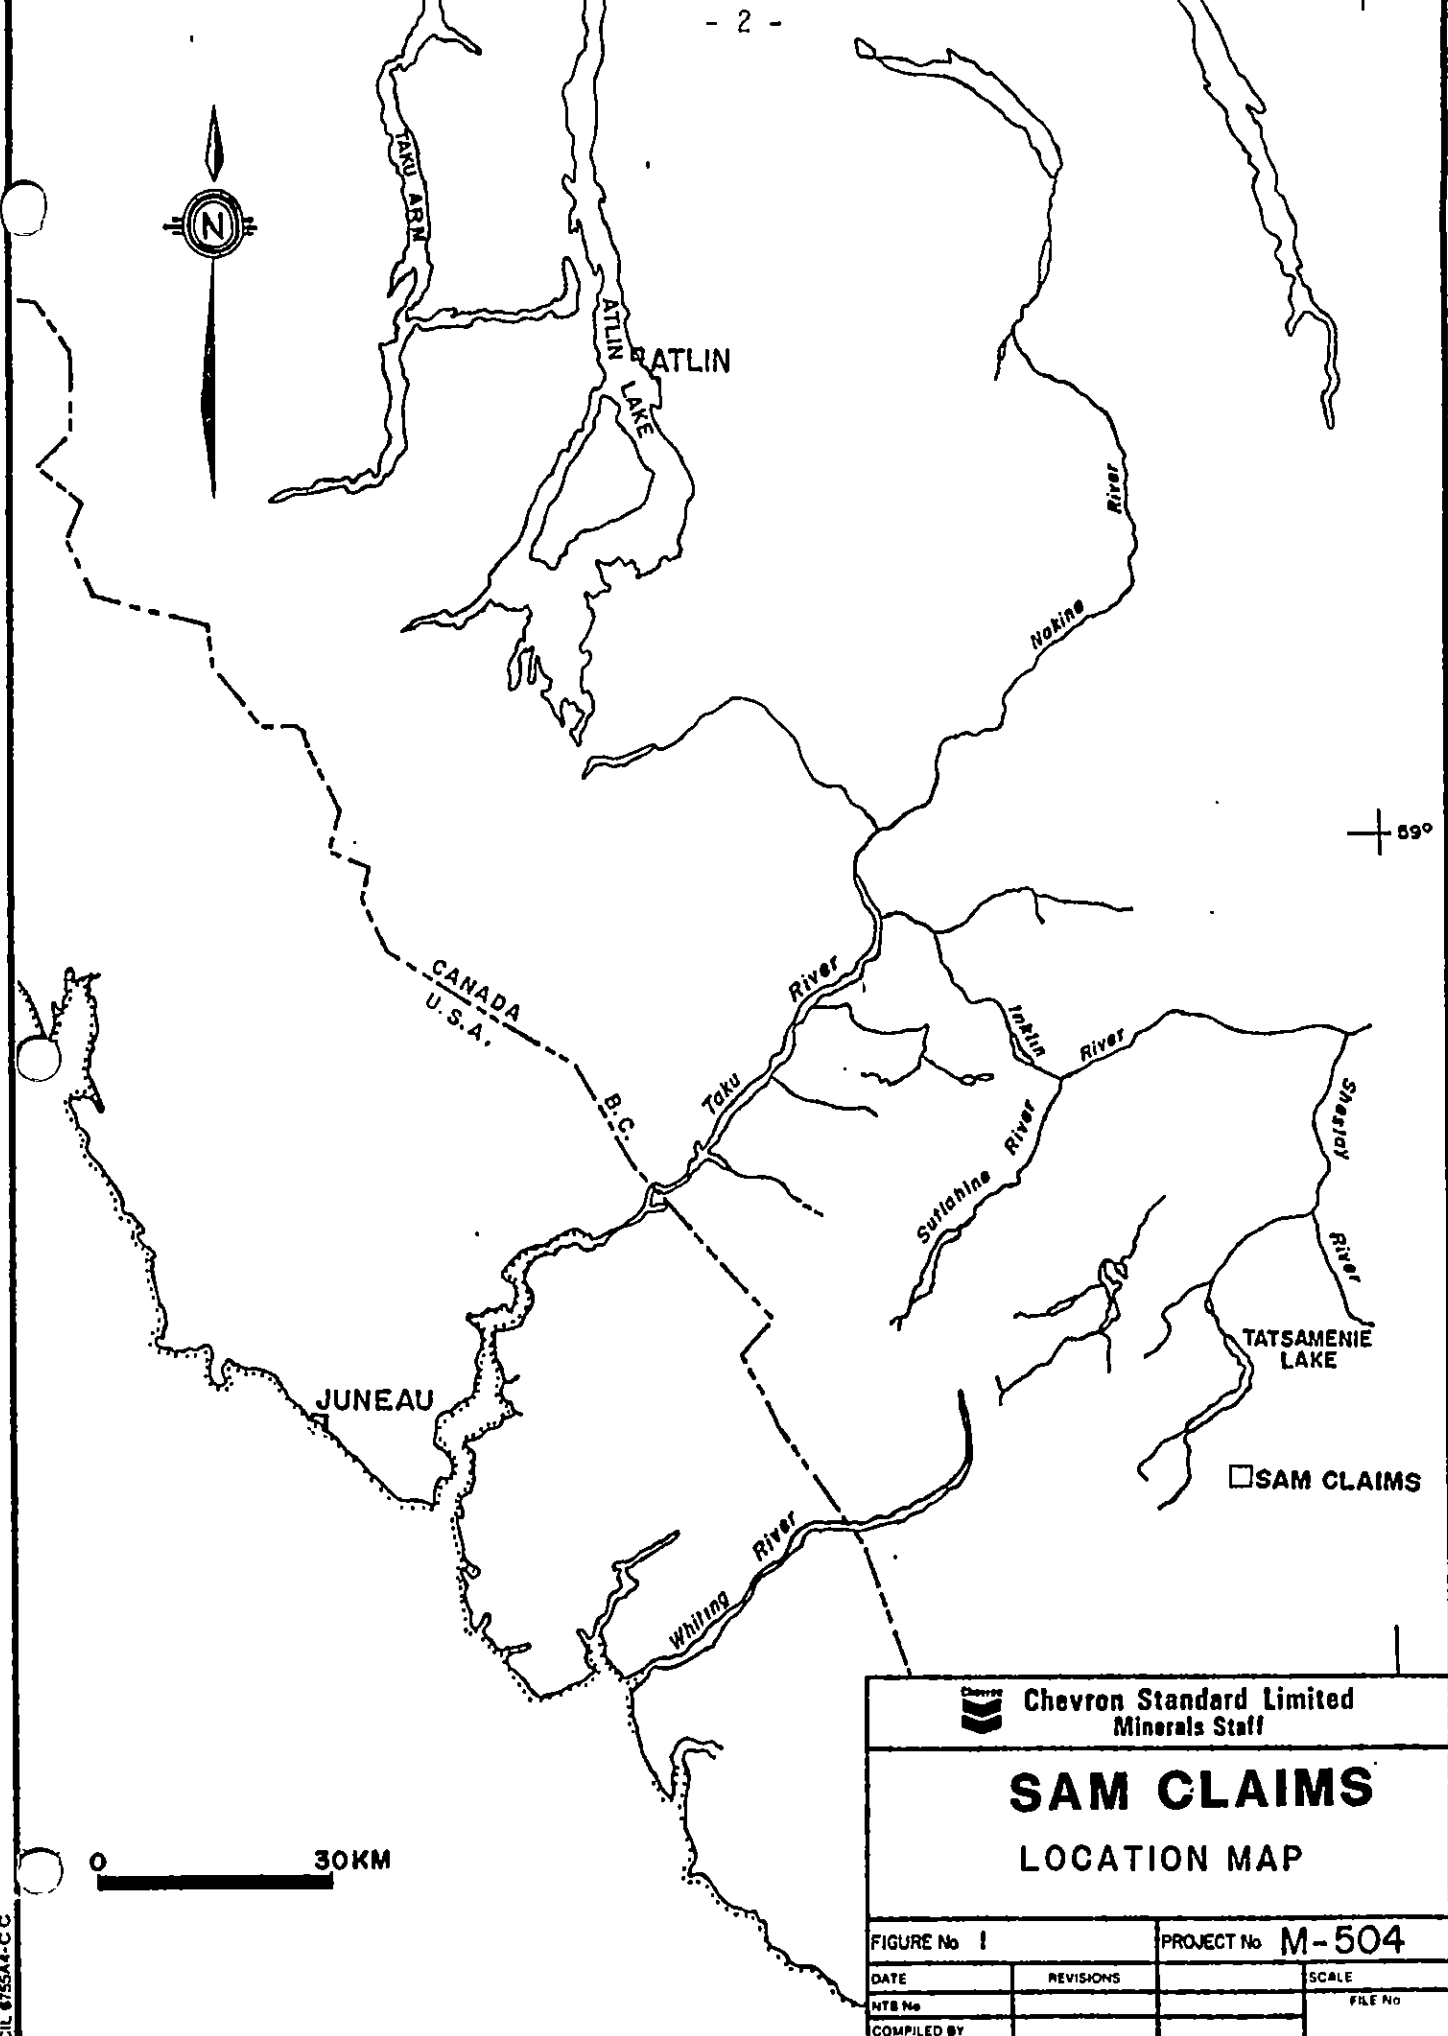 - 2 -
TAKU ARM
N
ATLIN LAKE
ATLIN
River
Nakina
59°
CANADA
U.S.A.
B.C.
River
Taku
Inklin
River
Sheslay
River
Sutlahine
River
TATSAMENIE
LAKE
JUNEAU
SAM CLAIMS
River
Whiting
0 30KM
Chevron
Chevron Standard Limited
Minerals Staff
SAM CLAIMS
LOCATION MAP
FIGURE No 1
PROJECT No M-504
DATE
REVISIONS
SCALE
NTS No
FILE No
COMPILED BY